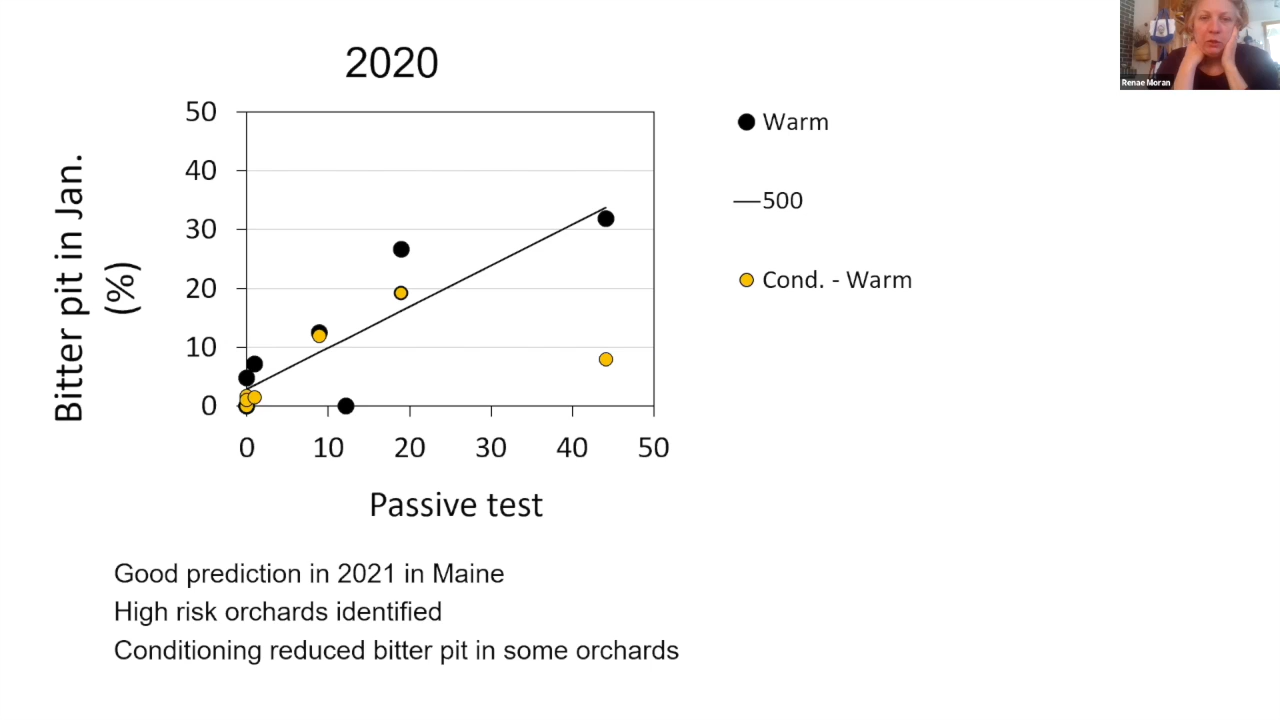 2020
Renae Moran
50
40
30
20
10
0
0 10 20 30 40 50
Bitter pit in Jan.
(%)
Passive test
Warm
500
Cond. - Warm
Good prediction in 2021 in Maine
High risk orchards identified
Conditioning reduced bitter pit in some orchards